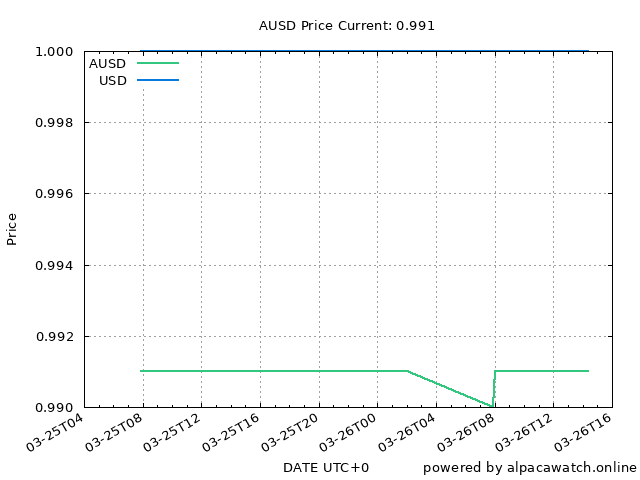 AUSD Price Current: 0.991
1.000
AUSD
USD
0.998
0.996
Price
0.994
0.992
0.990
03-25T04
03-25T08
03-25T12
03-25T16
03-25T20
03-26T00
03-26T04
03-26T08
03-26T12
03-26T16
DATE UTC+0
powered by alpacawatch.online